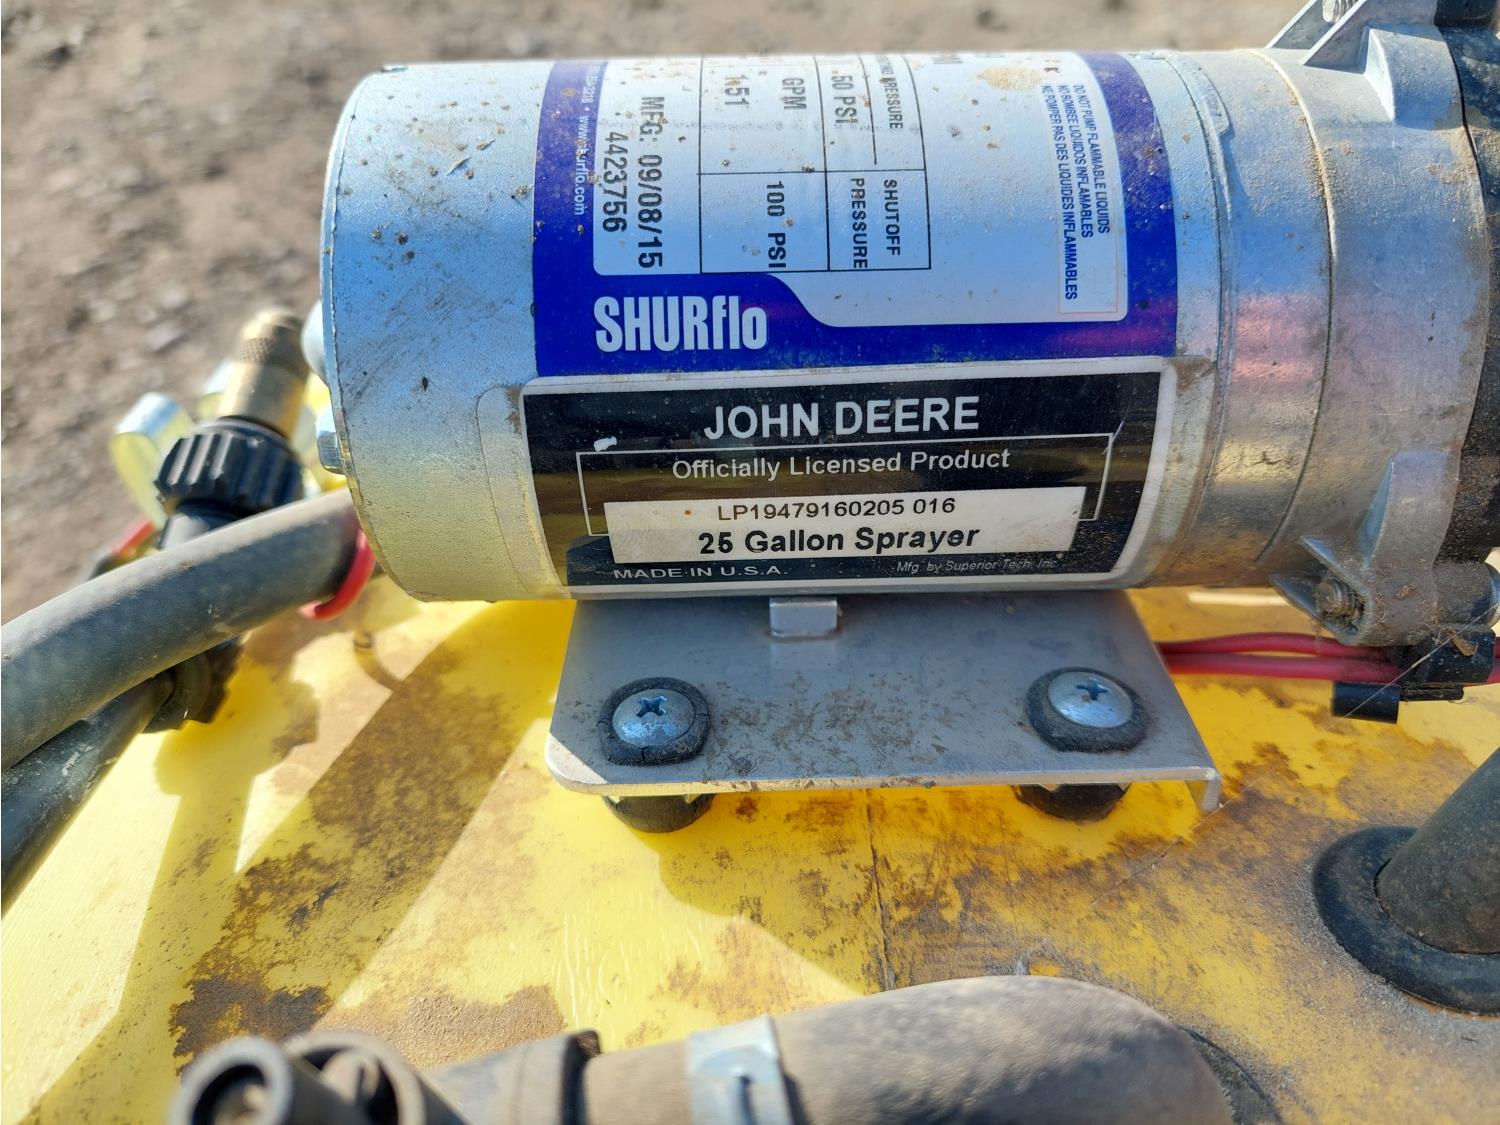 SHURflo
MFG: 09/08/15
4423756
www.shurflo.com
GPM
1.51
.50 PSI
PRESSURE
SHUTOFF
PRESSURE
100 PSI
DO NOT PUMP FLAMMABLE LIQUIDS
NO BOMBEE LIQUIDOS INFLAMABLES
NE POMPER PAS DES LIQUIDES INFLAMMABLES
JOHN DEERE
Officially Licensed Product
LP19479160205 016
25 Gallon Sprayer
MADE IN U.S.A.
Mfg. by Superior Tech. Inc.